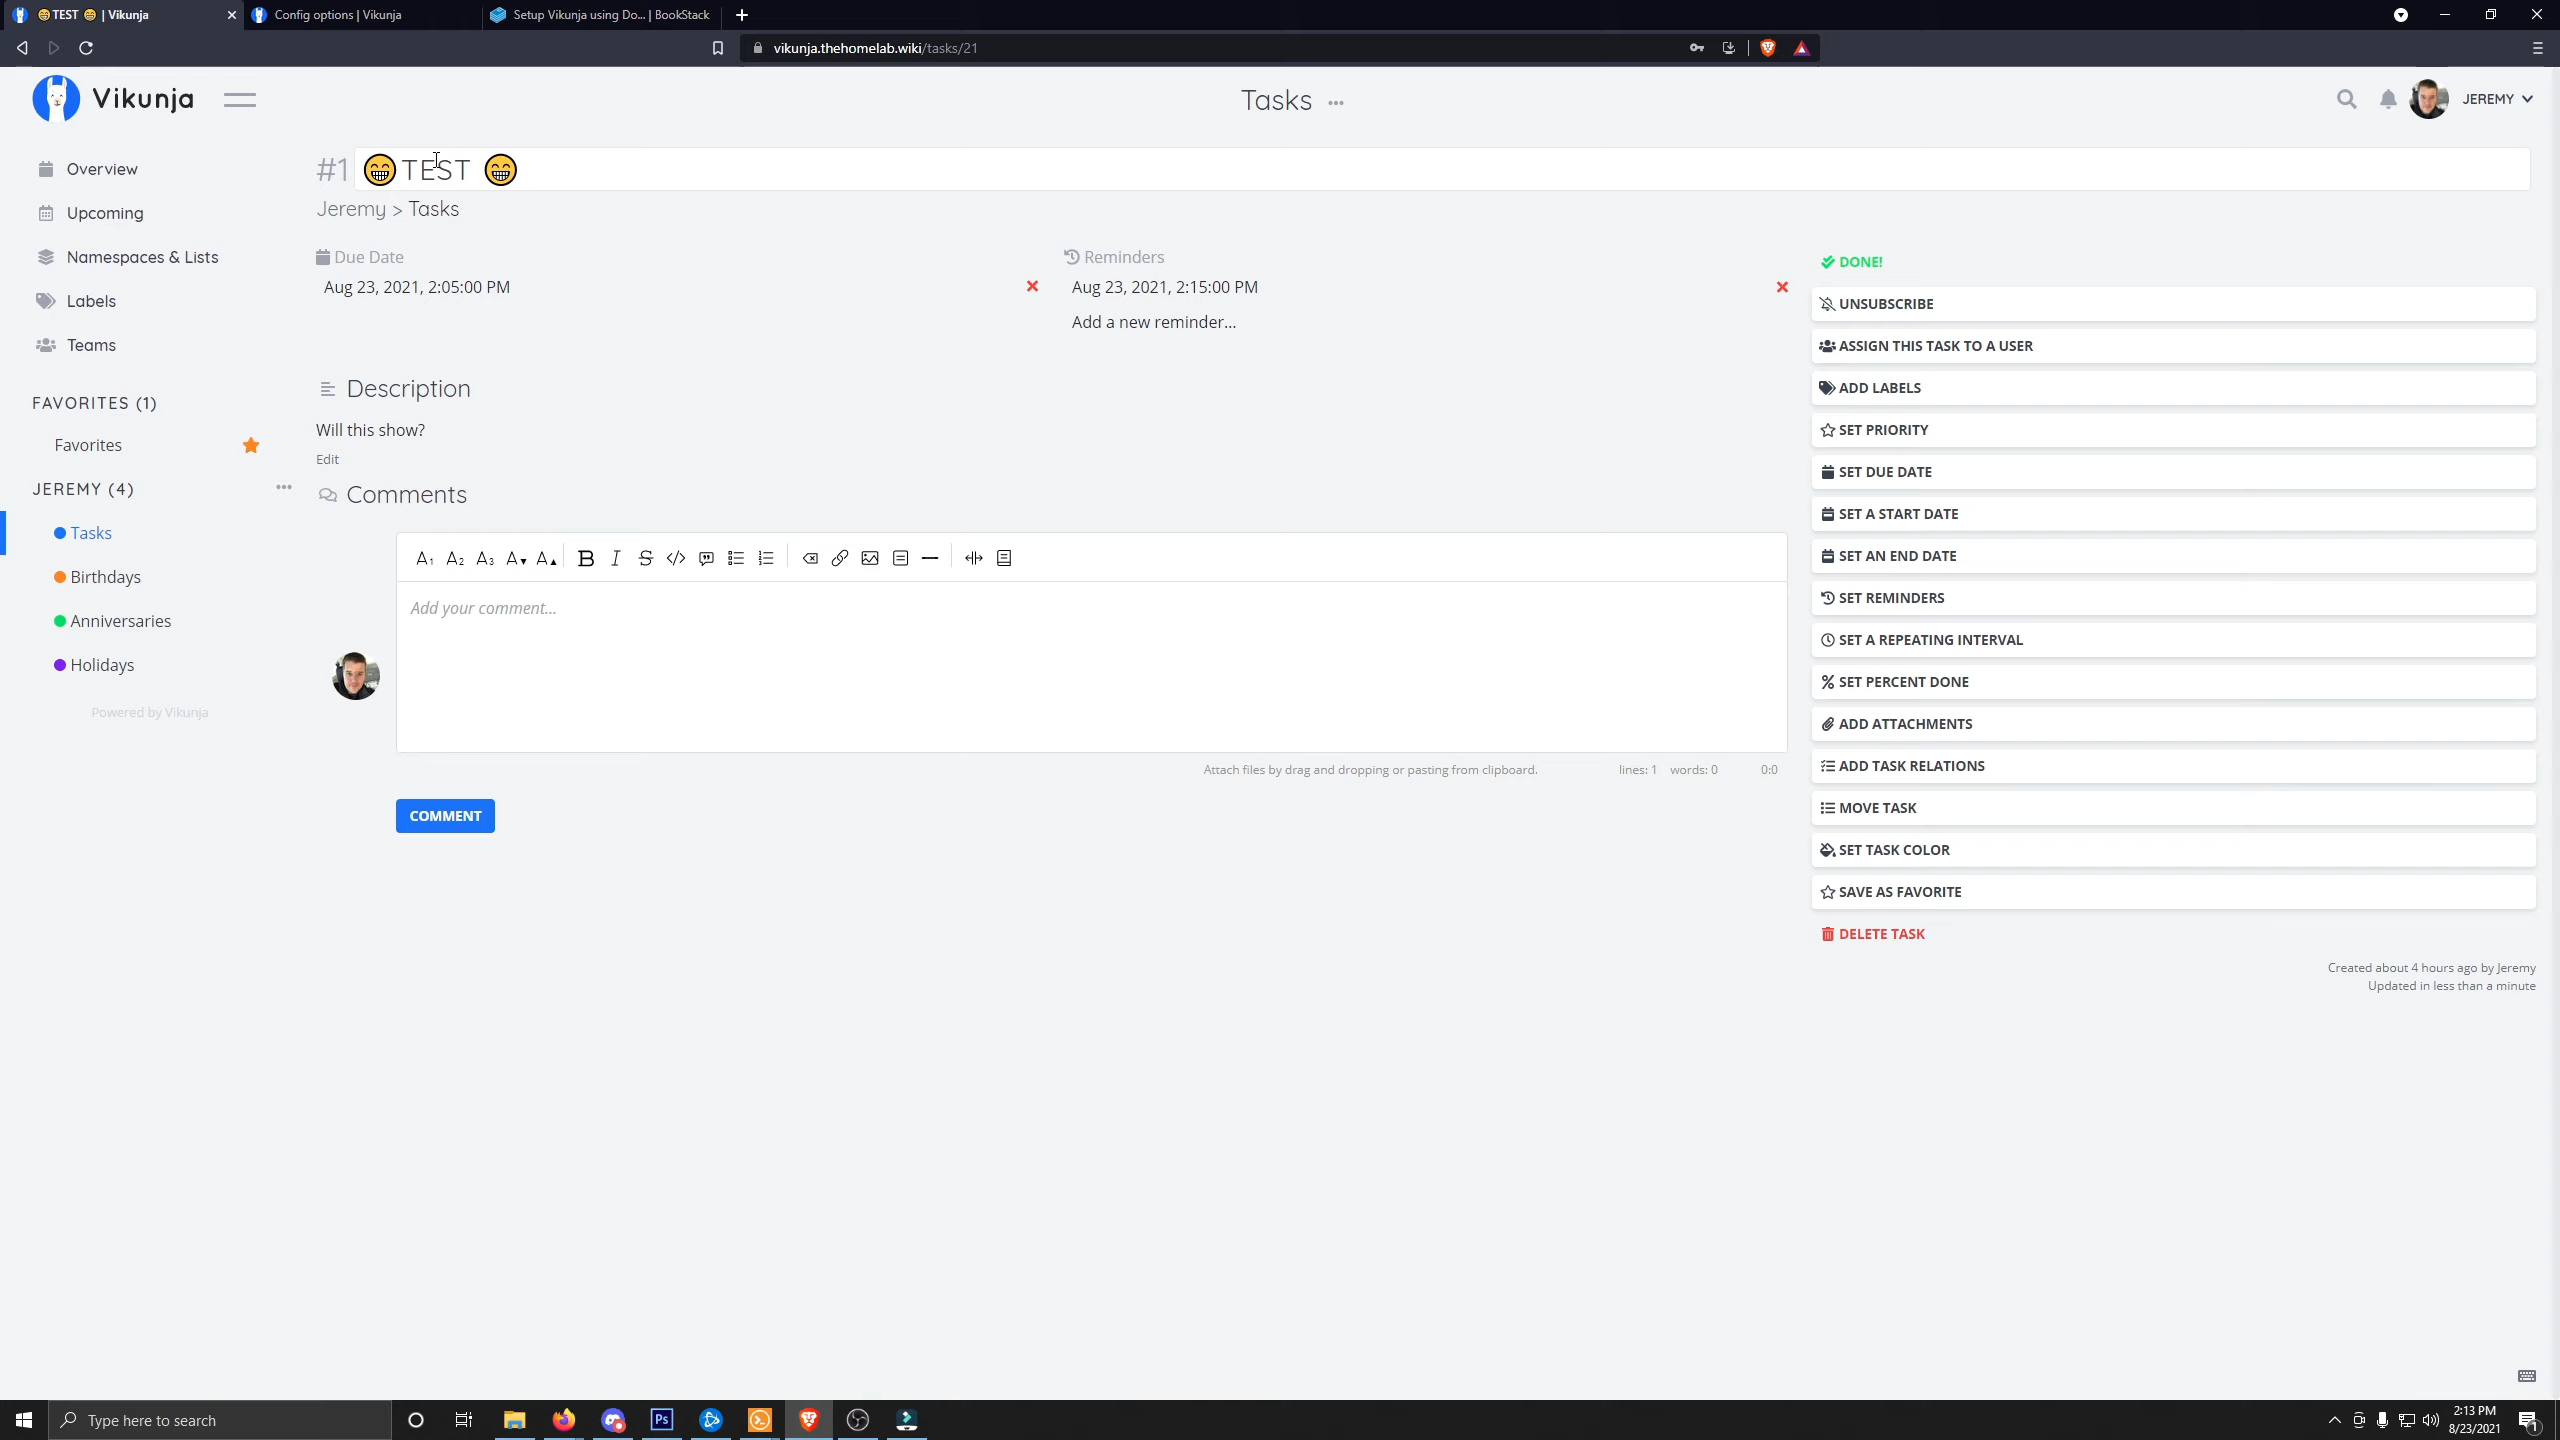 😁TEST 😁 | Vikunja
Config options | Vikunja
Setup Vikunja using Do... | BookStack
vikunja.thehomelab.wiki/tasks/21
Vikunja
Tasks
JEREMY
Overview
Upcoming
Namespaces & Lists
Labels
Teams
FAVORITES (1)
Favorites
JEREMY (4)
Tasks
Birthdays
Anniversaries
Holidays
Powered by Vikunja
#1 😁TEST 😁
Jeremy > Tasks
Due Date
Aug 23, 2021, 2:05:00 PM
Reminders
Aug 23, 2021, 2:15:00 PM
Add a new reminder...
Description
Will this show?
Edit
Comments
Add your comment...
Attach files by drag and dropping or pasting from clipboard.
lines: 1 words: 0 0:0
COMMENT
DONE!
UNSUBSCRIBE
ASSIGN THIS TASK TO A USER
ADD LABELS
SET PRIORITY
SET DUE DATE
SET A START DATE
SET AN END DATE
SET REMINDERS
SET A REPEATING INTERVAL
SET PERCENT DONE
ADD ATTACHMENTS
ADD TASK RELATIONS
MOVE TASK
SET TASK COLOR
SAVE AS FAVORITE
DELETE TASK
Created about 4 hours ago by Jeremy
Updated in less than a minute
Type here to search
Ps
2:13 PM
8/23/2021
1